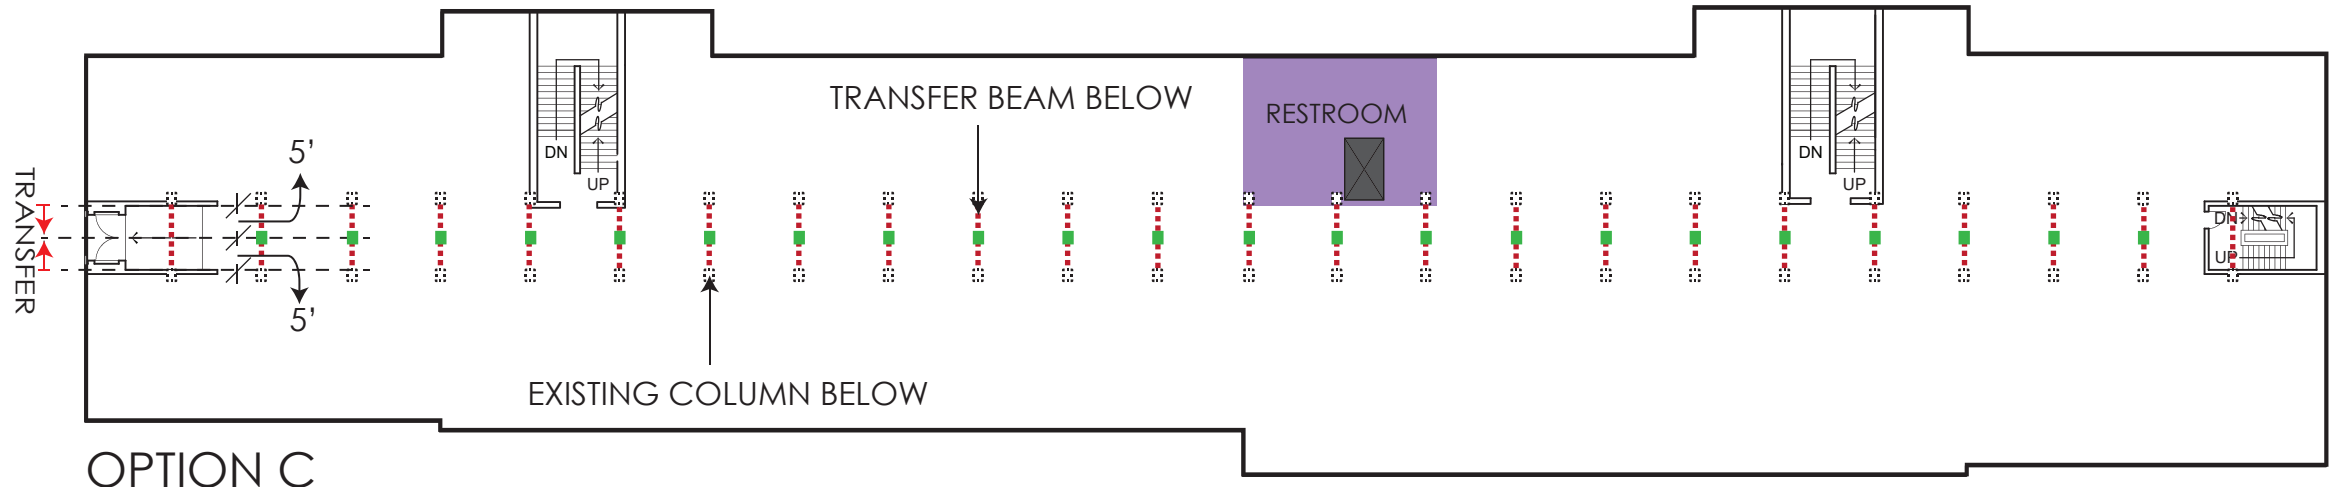 TRANSFER BEAM BELOW
RESTROOM
5’
DN
UP
DN
UP
TRANSFER
DN
UP
5’
EXISTING COLUMN BELOW
OPTION C